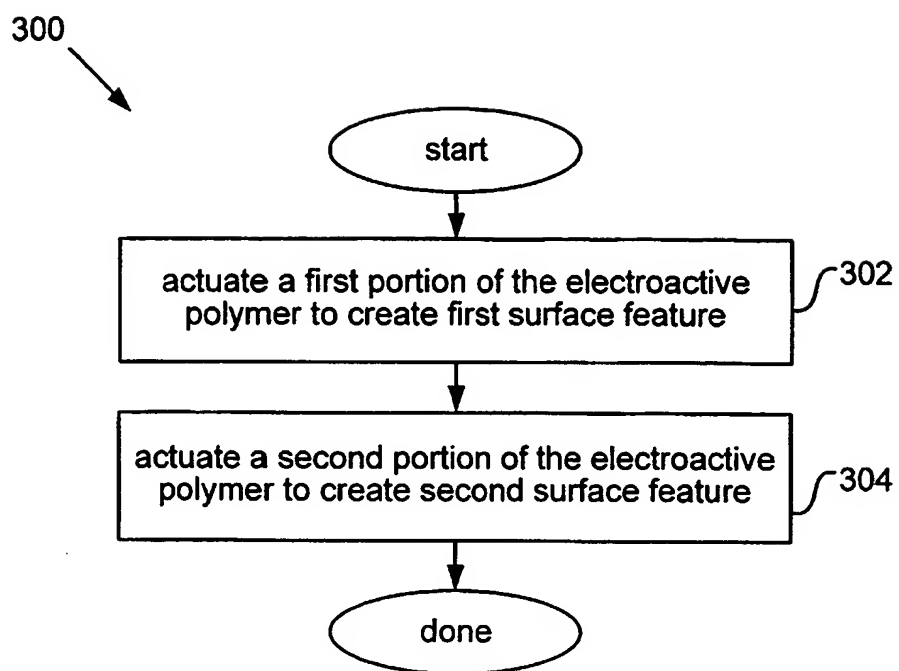 300
start
actuate a first portion of the electroactive
polymer to create first surface feature
302
actuate a second portion of the electroactive
polymer to create second surface feature
304
done